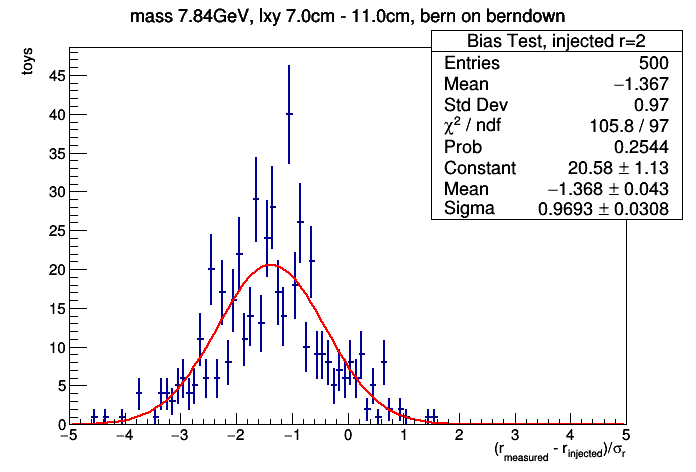 mass 7.84GeV, lxy 7.0cm - 11.0cm, bern on berndown
Bias Test, injected r=2
Entries 500
Mean −1.367
Std Dev 0.97
χ² / ndf 105.8 / 97
Prob 0.2544
Constant 20.58 ± 1.13
Mean −1.368 ± 0.043
Sigma 0.9693 ± 0.0308
toys
45
40
35
30
25
20
15
10
5
0
−5 −4 −3 −2 −1 0 1 2 3 4 5
(r_measured - r_injected)/σ_r